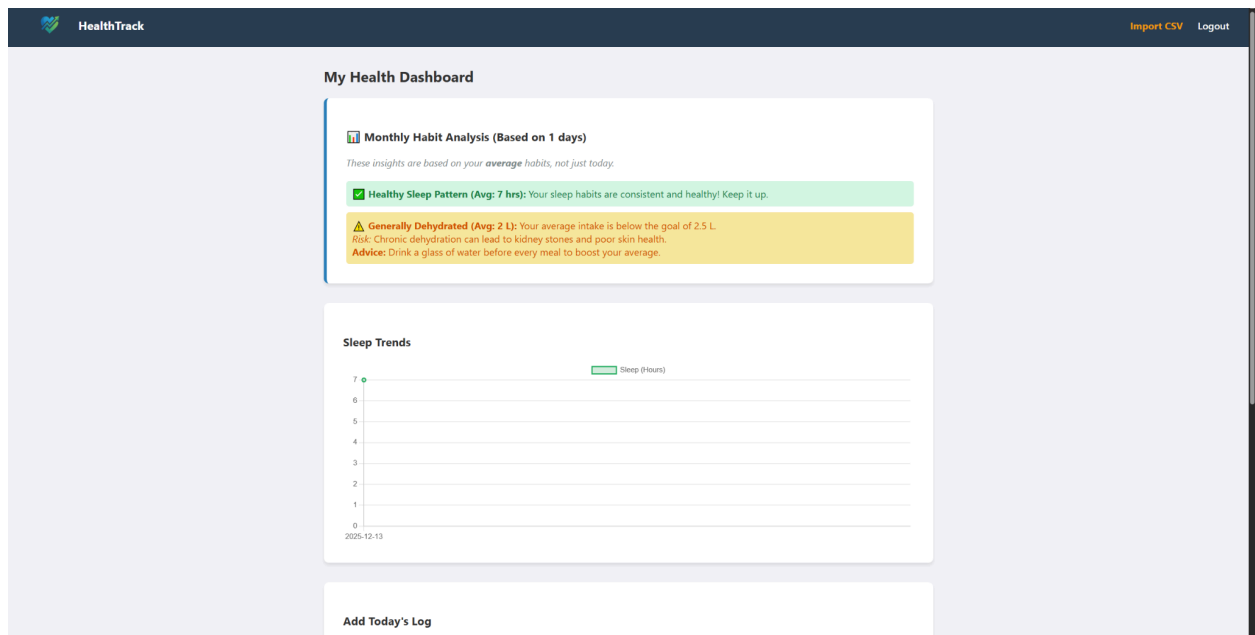 HealthTrack
Import CSV
Logout
My Health Dashboard
Monthly Habit Analysis (Based on 1 days)
These insights are based on your average habits, not just today.
Healthy Sleep Pattern (Avg: 7 hrs): Your sleep habits are consistent and healthy! Keep it up.
Generally Dehydrated (Avg: 2 L): Your average intake is below the goal of 2.5 L.
Risk: Chronic dehydration can lead to kidney stones and poor skin health.
Advice: Drink a glass of water before every meal to boost your average.
Sleep Trends
Sleep (Hours)
7
6
5
4
3
2
1
0
2025-12-13
Add Today's Log